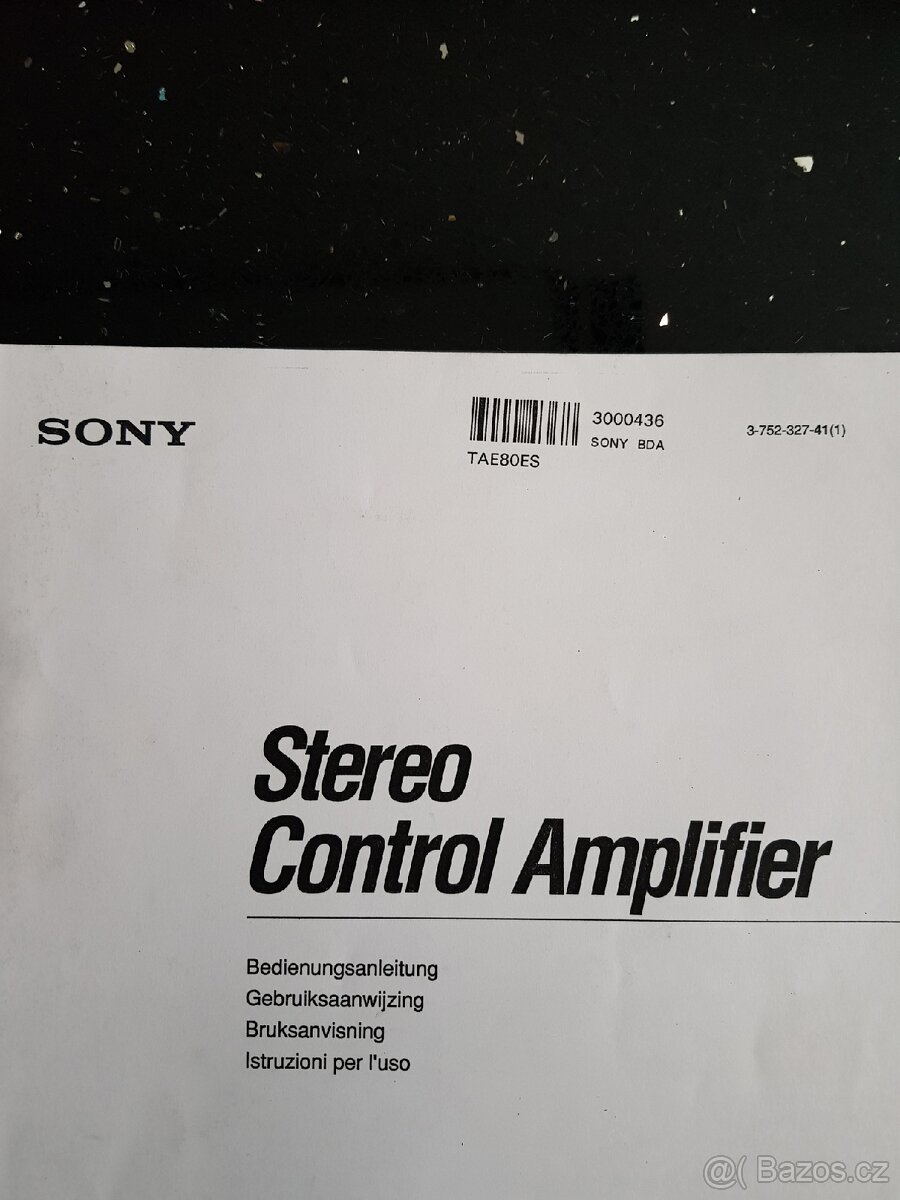 SONY
3000436
SONY BDA
TAE80ES
3-752-327-41(1)
Stereo
Control Amplifier
Bedienungsanleitung
Gebruiksaanwijzing
Bruksanvisning
Istruzioni per l'uso
@( Bazos.cz